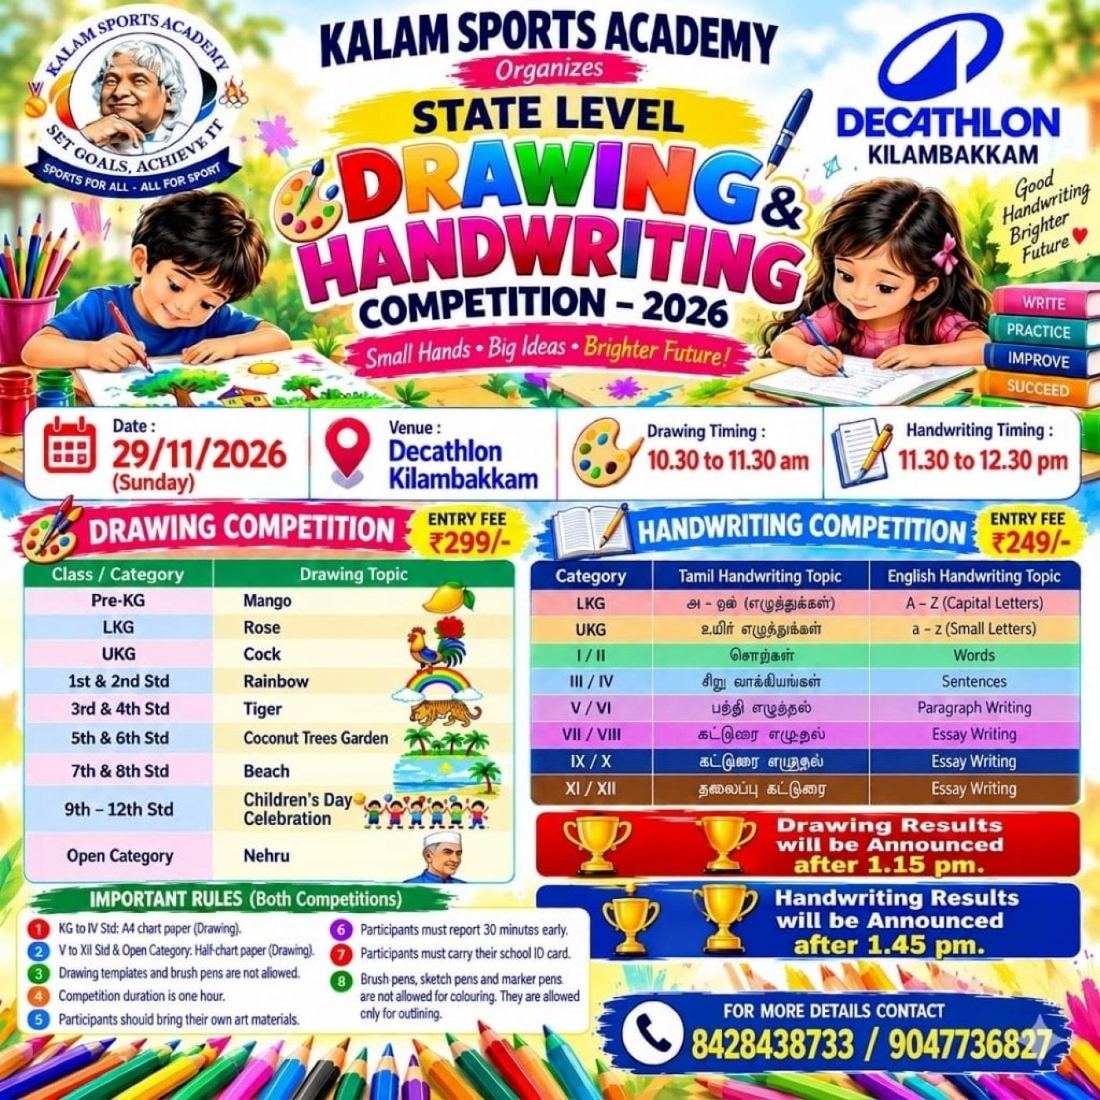 KALAM SPORTS ACADEMY
SET GOALS, ACHIEVE IT
SPORTS FOR ALL - ALL FOR SPORT
KALAM SPORTS ACADEMY
Organizes
STATE LEVEL
DRAWING &
HANDWRITING
COMPETITION – 2026
Small Hands • Big Ideas • Brighter Future!
DECATHLON
KILAMBAKKAM
Good
Handwriting
Brighter
Future
WRITE
PRACTICE
IMPROVE
SUCCEED
Date :
29/11/2026
(Sunday)
Venue :
Decathlon
Kilambakkam
Drawing Timing :
10.30 to 11.30 am
Handwriting Timing :
11.30 to 12.30 pm
DRAWING COMPETITION
ENTRY FEE
₹299/-
Class / Category Drawing Topic
Pre-KG Mango
LKG Rose
UKG Cock
1st & 2nd Std Rainbow
3rd & 4th Std Tiger
5th & 6th Std Coconut Trees Garden
7th & 8th Std Beach
9th – 12th Std Children's Day
Celebration
Open Category Nehru
HANDWRITING COMPETITION
ENTRY FEE
₹249/-
Category Tamil Handwriting Topic English Handwriting Topic
LKG அ - (எழுத்துக்கள்) A – Z (Capital Letters)
UKG உயிர் எழுத்துக்கள் a – z (Small Letters)
I / II சொற்கள் Words
III / IV சிறு வாக்கியங்கள் Sentences
V / VI பத்தி எழுத்தல் Paragraph Writing
VII / VIII கட்டுரை எழுதல் Essay Writing
IX / X கட்டுரை Essay Writing
XI / XII தலைப்பு கட்டுரை Essay Writing
Drawing Results
will be Announced
after 1.15 pm.
Handwriting Results
will be Announced
after 1.45 pm.
IMPORTANT RULES (Both Competitions)
1 KG to IV Std: A4 chart paper (Drawing).
2 V to XII Std & Open Category: Half-chart paper (Drawing).
3 Drawing templates and brush pens are not allowed.
4 Competition duration is one hour.
5 Participants should bring their own art materials.
6 Participants must report 30 minutes early.
7 Participants must carry their school ID card.
8 Brush pens, sketch pens and marker pens
are not allowed for colouring. They are allowed
only for outlining.
FOR MORE DETAILS CONTACT
8428438733 / 9047736827